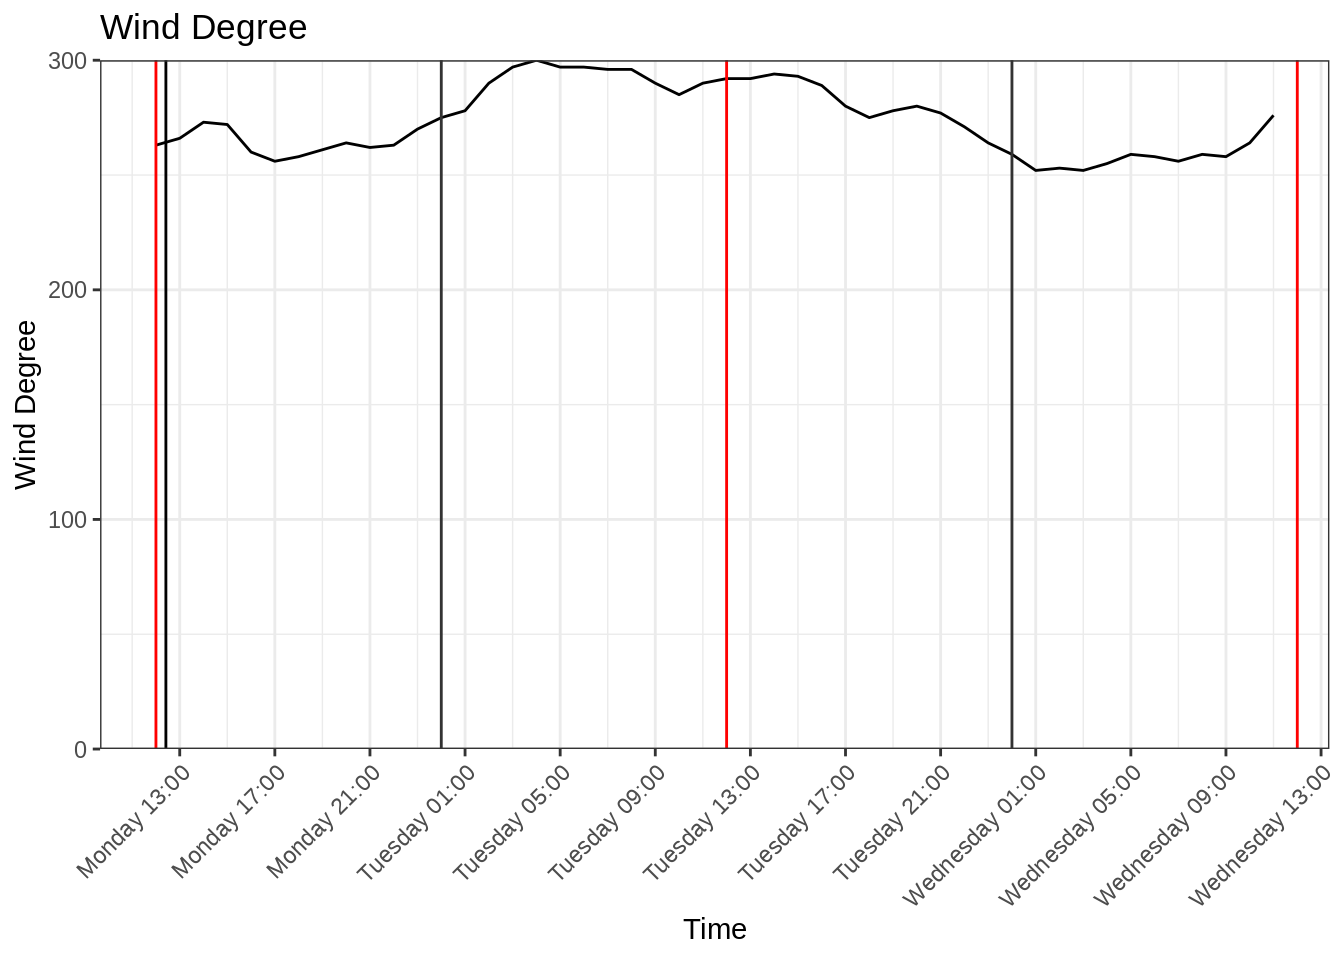 Wind Degree
Wind Degree
300
200
100
0
Monday 13:00
Monday 17:00
Monday 21:00
Tuesday 01:00
Tuesday 05:00
Tuesday 09:00
Tuesday 13:00
Tuesday 17:00
Tuesday 21:00
Wednesday 01:00
Wednesday 05:00
Wednesday 09:00
Wednesday 13:00
Time